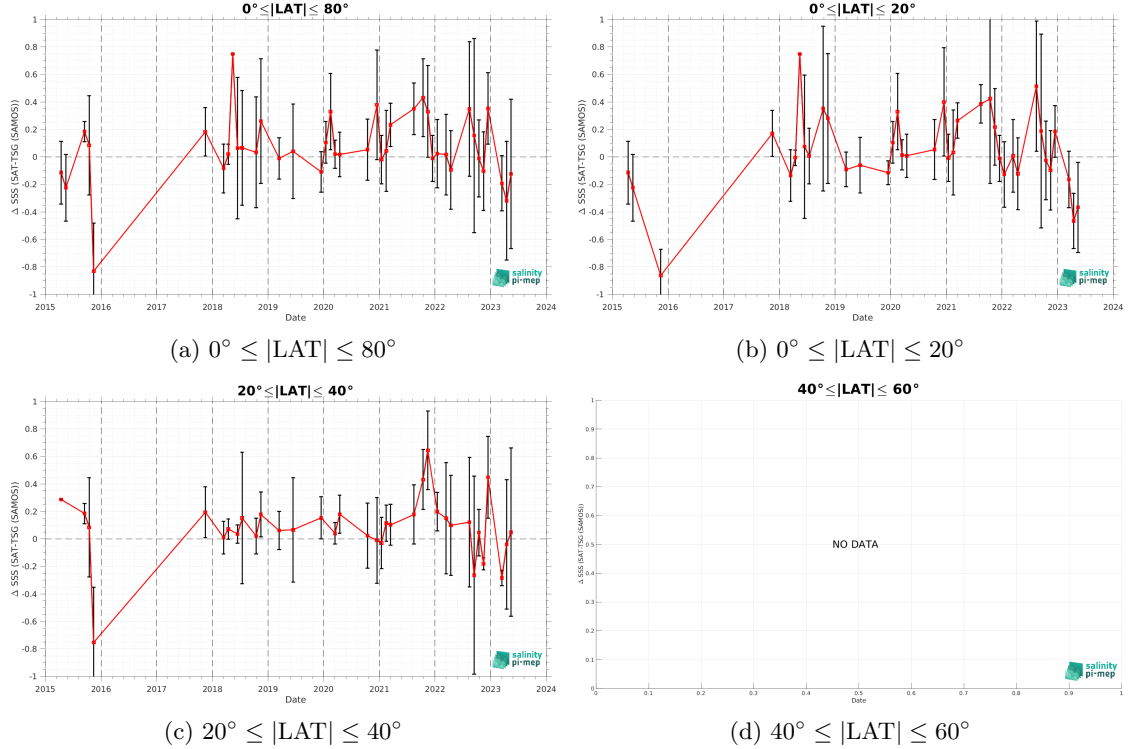 0°≤|LAT|≤ 80°
Δ SSS (SAT-TSG (SAMOS))
1
0.8
0.6
0.4
0.2
0
-0.2
-0.4
-0.6
-0.8
-1
2015 2016 2017 2018 2019 2020 2021 2022 2023 2024
Date
salinity
pi-mep
(a) 0° ≤ |LAT| ≤ 80°
0°≤|LAT|≤ 20°
Δ SSS (SAT-TSG (SAMOS))
1
0.8
0.6
0.4
0.2
0
-0.2
-0.4
-0.6
-0.8
-1
2015 2016 2017 2018 2019 2020 2021 2022 2023 2024
Date
salinity
pi-mep
(b) 0° ≤ |LAT| ≤ 20°
20°≤|LAT|≤ 40°
Δ SSS (SAT-TSG (SAMOS))
1
0.8
0.6
0.4
0.2
0
-0.2
-0.4
-0.6
-0.8
-1
2015 2016 2017 2018 2019 2020 2021 2022 2023 2024
Date
salinity
pi-mep
(c) 20° ≤ |LAT| ≤ 40°
40°≤|LAT|≤ 60°
Δ SSS (SAT-TSG (SAMOS))
1
0.9
0.8
0.7
0.6
0.5
0.4
0.3
0.2
0.1
0
NO DATA
0 0.1 0.2 0.3 0.4 0.5 0.6 0.7 0.8 0.9 1
Date
salinity
pi-mep
(d) 40° ≤ |LAT| ≤ 60°